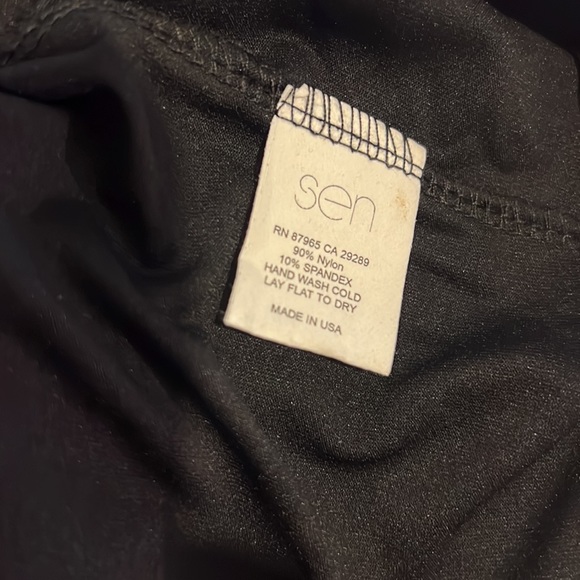 sen
RN 87965 CA 29289
90% Nylon
10% SPANDEX
HAND WASH COLD
LAY FLAT TO DRY
MADE IN USA